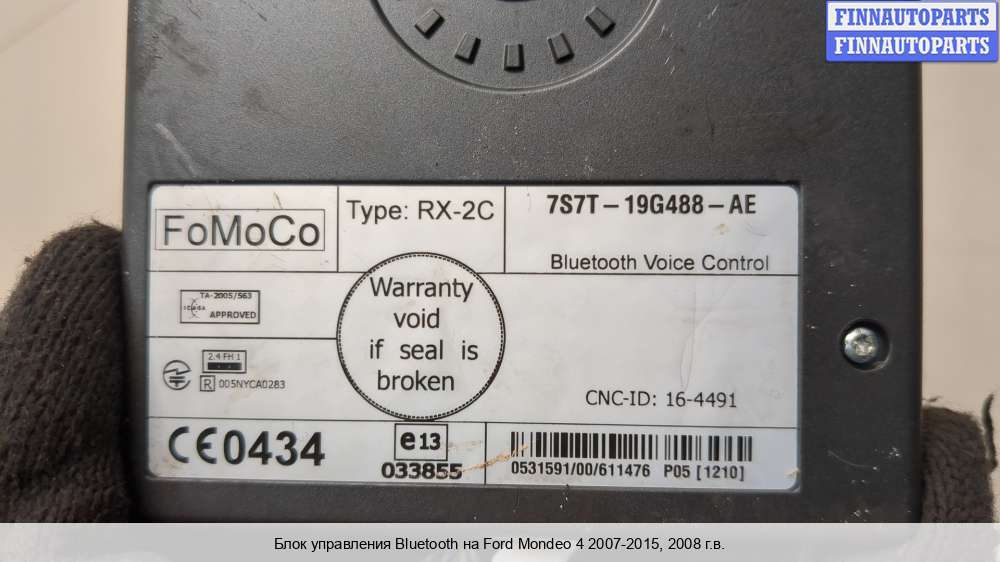 FINNAUTOPARTS
FINNAUTOPARTS
FoMoCo
Type: RX-2C
7S7T-19G488-AE
Bluetooth Voice Control
TA-2005/563
APPROVED
Warranty
void
if seal is
broken
2.4 FH 1
R 005NYCA0283
CNC-ID: 16-4491
CE0434
e13
033855
0531591/00/611476 P05 [1210]
Блок управления Bluetooth на Ford Mondeo 4 2007-2015, 2008 г.в.